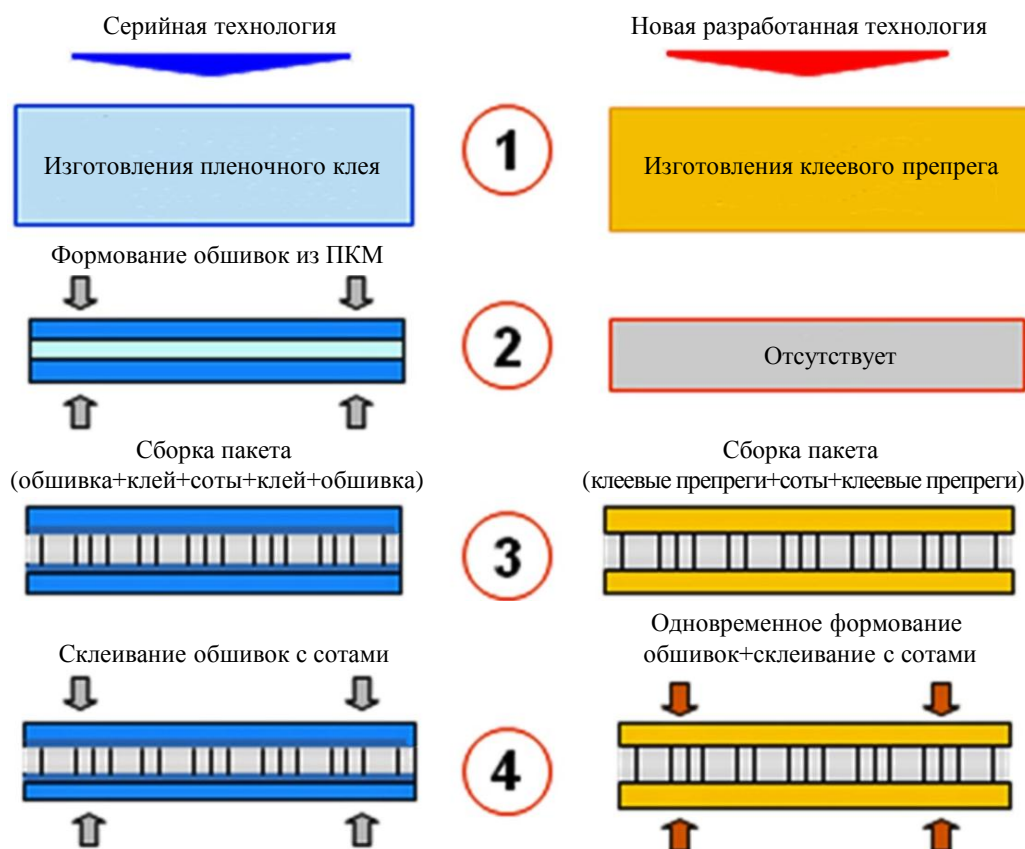 Серийная технология
Новая разработанная технология
Изготовления пленочного клея
1
Изготовления клеевого препрега
Формование обшивок из ПКМ
2
Отсутствует
Сборка пакета
(обшивка+клей+соты+клей+обшивка)
Сборка пакета
(клеевые препреги+соты+клеевые препреги)
3
Склеивание обшивок с сотами
Одновременное формование
обшивок+склеивание с сотами
4